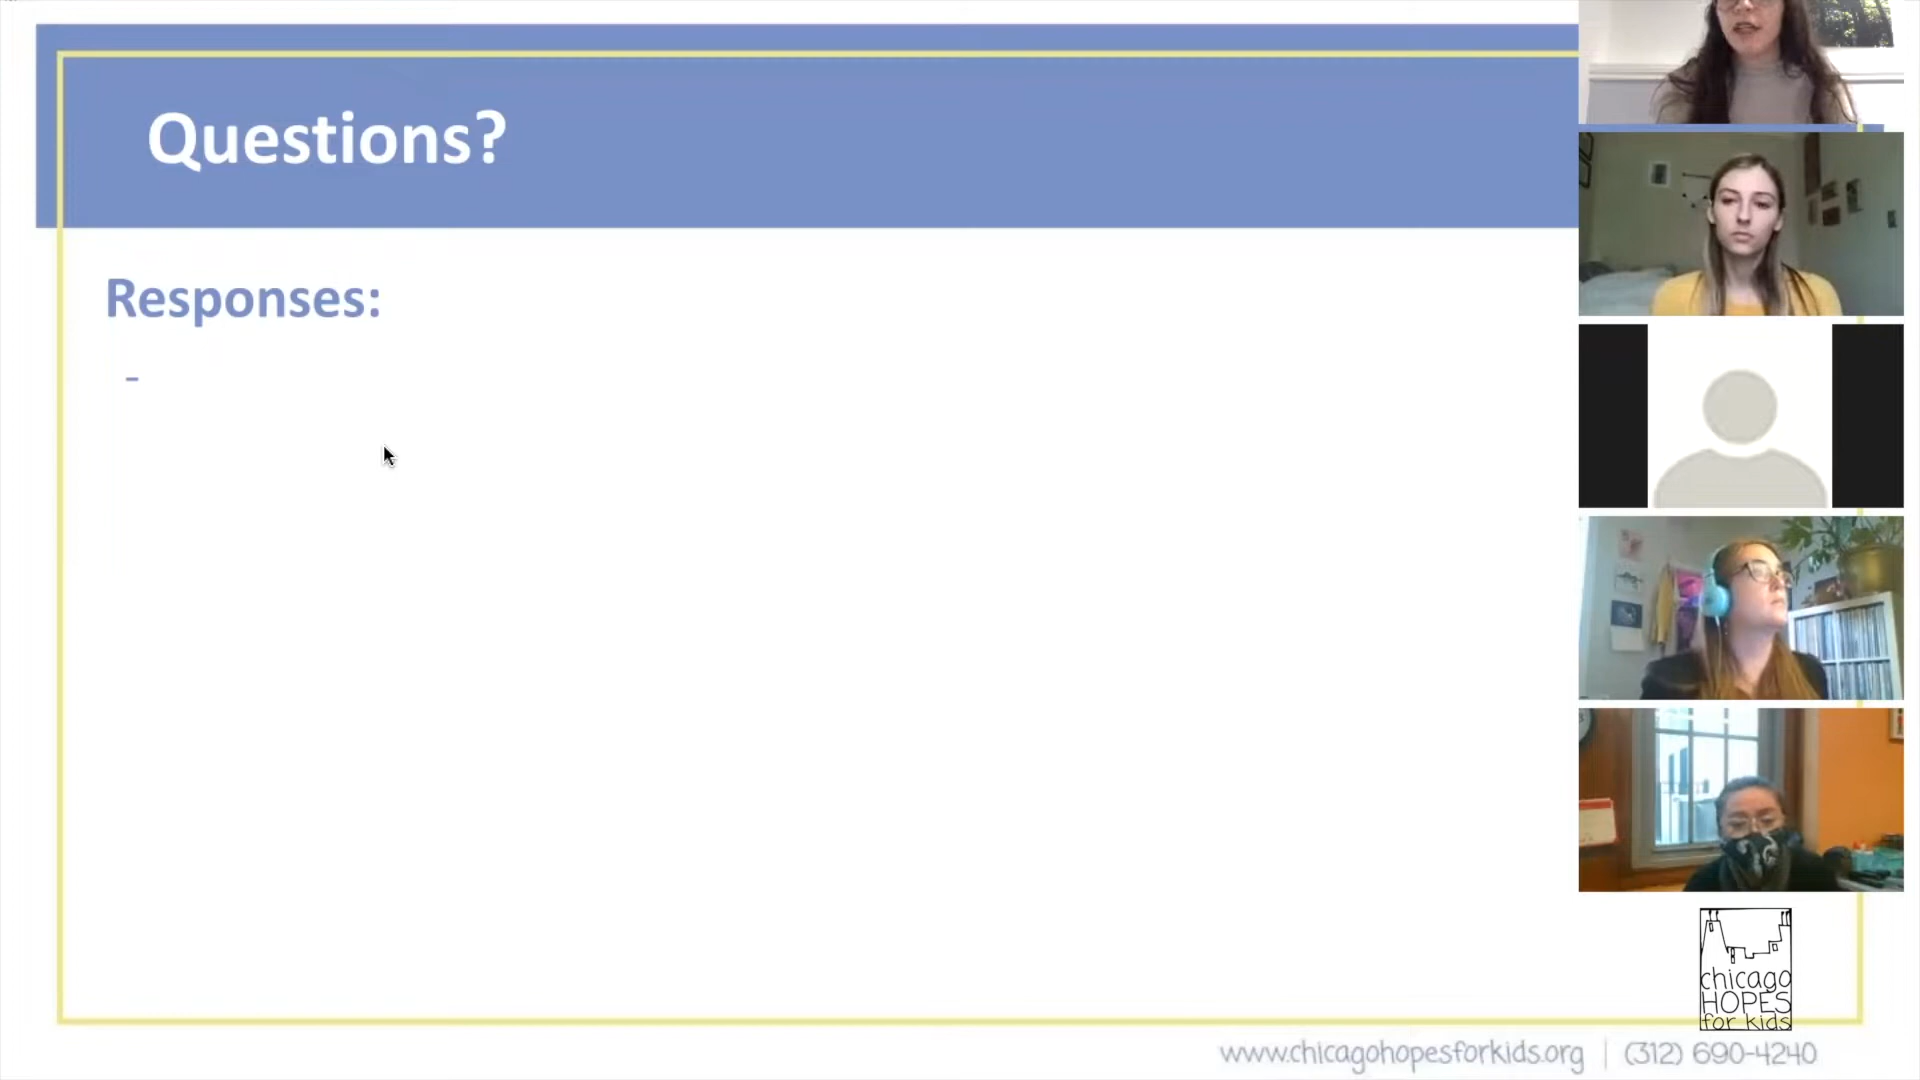 Questions?
Responses:
-
chicago
HOPES
for kids
www.chicagohopesforkids.org | (312) 690-4240